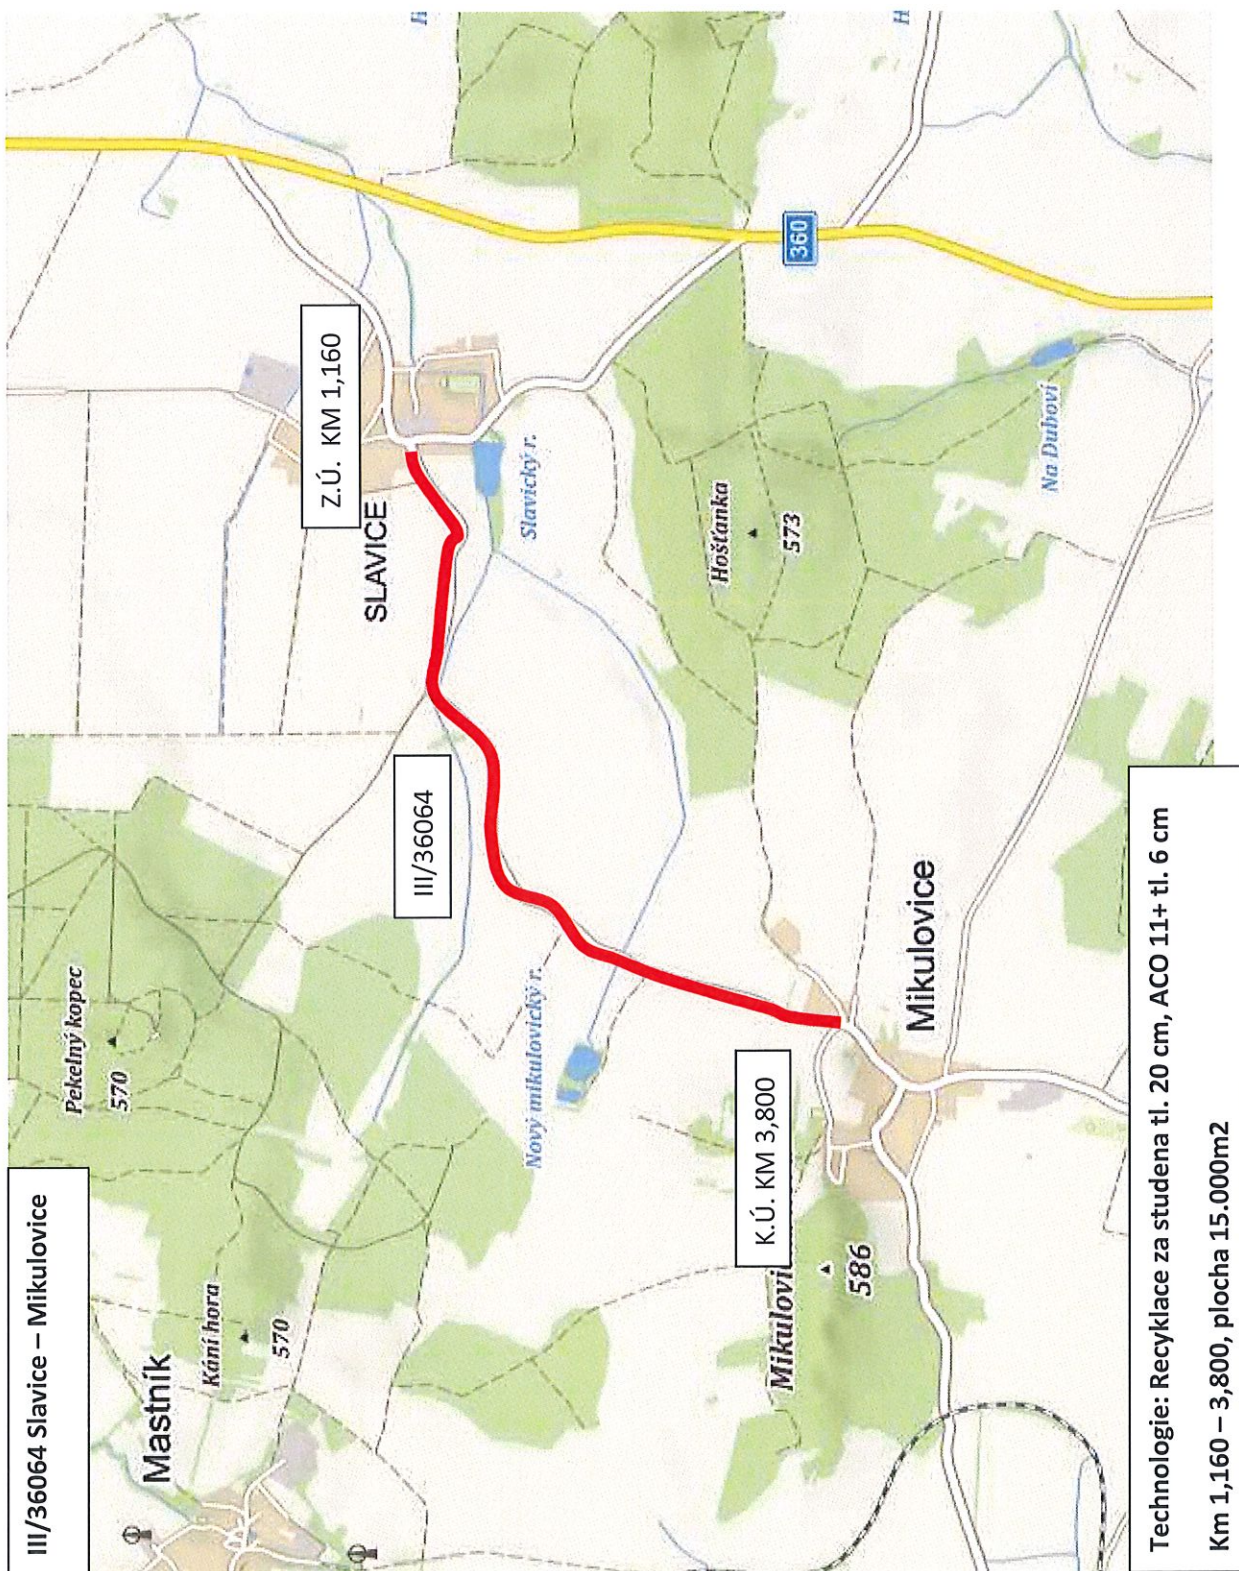 III/36064 Slavice – Mikulovice
Mastník
Kání hora
570
Pekelný kopec
570
Z.Ú. KM 1,160
SLAVICE
III/36064
Slavický r.
Nový mikulovický r.
360
Hošťanka
573
Na Duboví
K.Ú. KM 3,800
Mikulovi
586
Mikulovice
H
H
Technologie: Recyklace za studena tl. 20 cm, ACO 11+ tl. 6 cm
Km 1,160 – 3,800, plocha 15.000m2